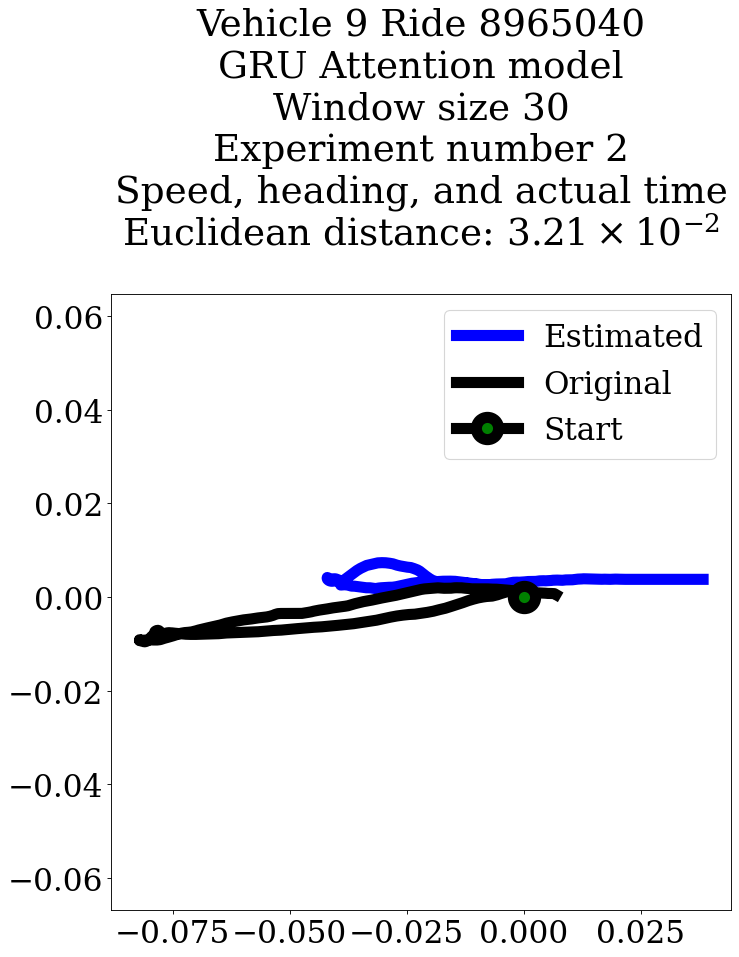 Vehicle 9 Ride 8965040
GRU Attention model
Window size 30
Experiment number 2
Speed, heading, and actual time
Euclidean distance: 3.21 × 10⁻²
Estimated
Original
Start
0.06
0.04
0.02
0.00
−0.02
−0.04
−0.06
−0.075 −0.050 −0.025 0.000 0.025